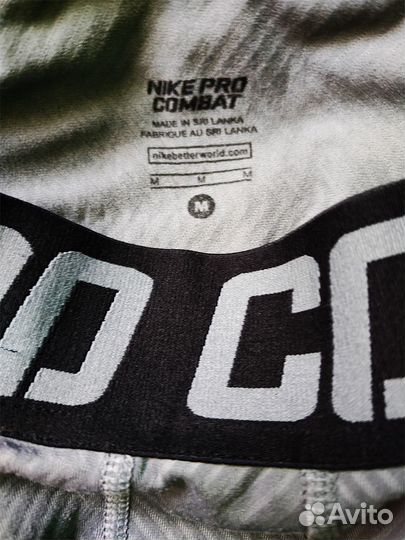 NIKE PRO
COMBAT
MADE IN SRI LANKA
FABRIQUE AU SRI LANKA
nikebetterworld.com
M M M
M
O CO
Avito